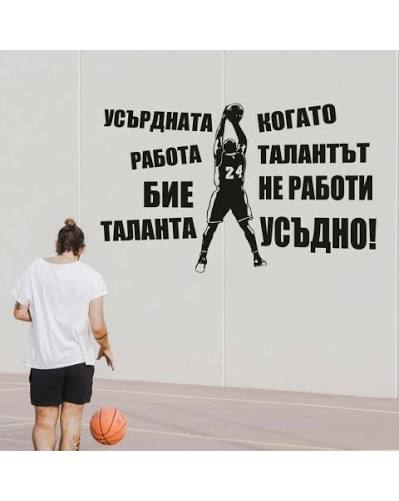 УСЪРДНАТА
РАБОТА
БИЕ
ТАЛАНТА
24
КОГАТО
ТАЛАНТЪТ
НЕ РАБОТИ
УСЪДНО!